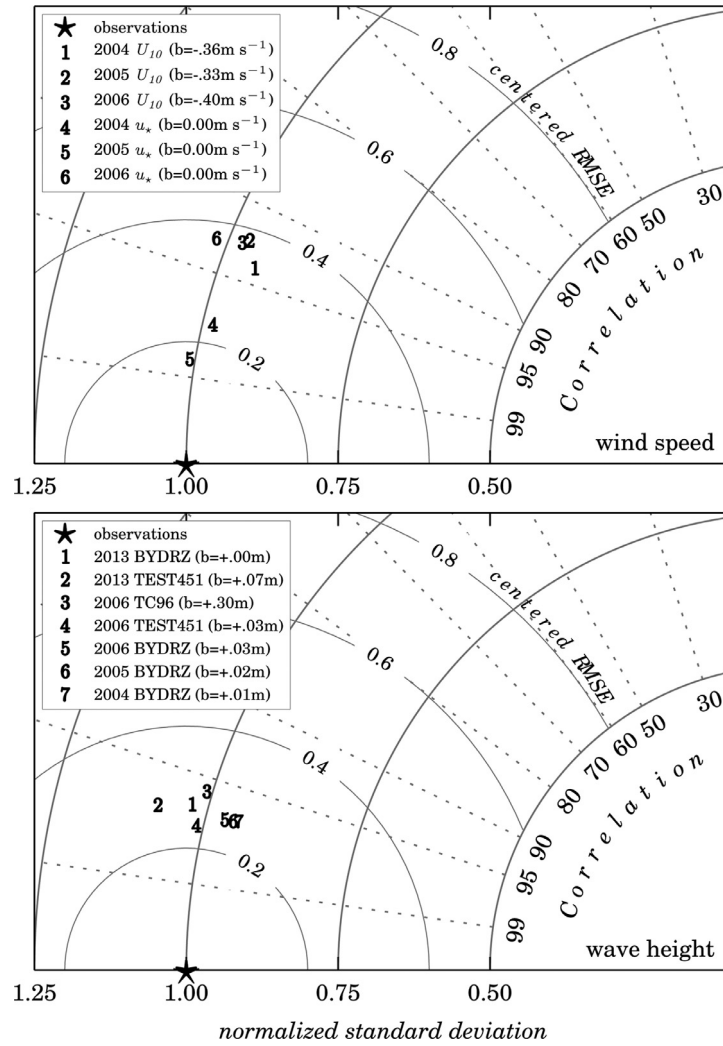 observations
1 2004 U10 (b=-.36m s−1)
2 2005 U10 (b=-.33m s−1)
3 2006 U10 (b=-.40m s−1)
4 2004 u⋆ (b=0.00m s−1)
5 2005 u⋆ (b=0.00m s−1)
6 2006 u⋆ (b=0.00m s−1)
0.8
centered RMSE
0.6
0.4
0.2
6 3 2
1
4
5
30
50
60
70
80
90
95
99
Correlation
wind speed
1.25 1.00 0.75 0.50
observations
1 2013 BYDRZ (b=+.00m)
2 2013 TEST451 (b=+.07m)
3 2006 TC96 (b=+.30m)
4 2006 TEST451 (b=+.03m)
5 2006 BYDRZ (b=+.03m)
6 2005 BYDRZ (b=+.02m)
7 2004 BYDRZ (b=+.01m)
0.8
centered RMSE
0.6
0.4
0.2
3
2 1
4 5 6 7
30
50
60
70
80
90
95
99
Correlation
wave height
1.25 1.00 0.75 0.50
normalized standard deviation